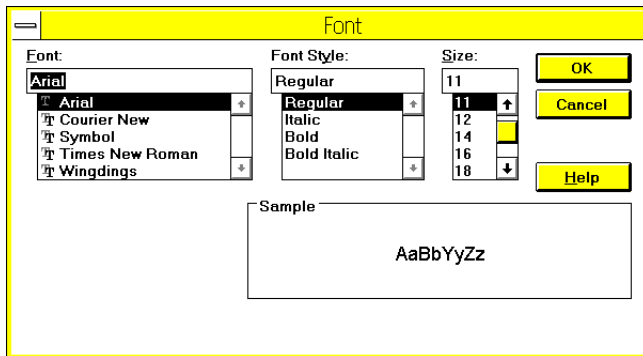 Font
Font:
Font Style:
Size:
Arial
Regular
11
OK
Cancel
Help
Arial
Courier New
Symbol
Times New Roman
Wingdings
Regular
Italic
Bold
Bold Italic
11
12
14
16
18
Sample
AaBbYyZz